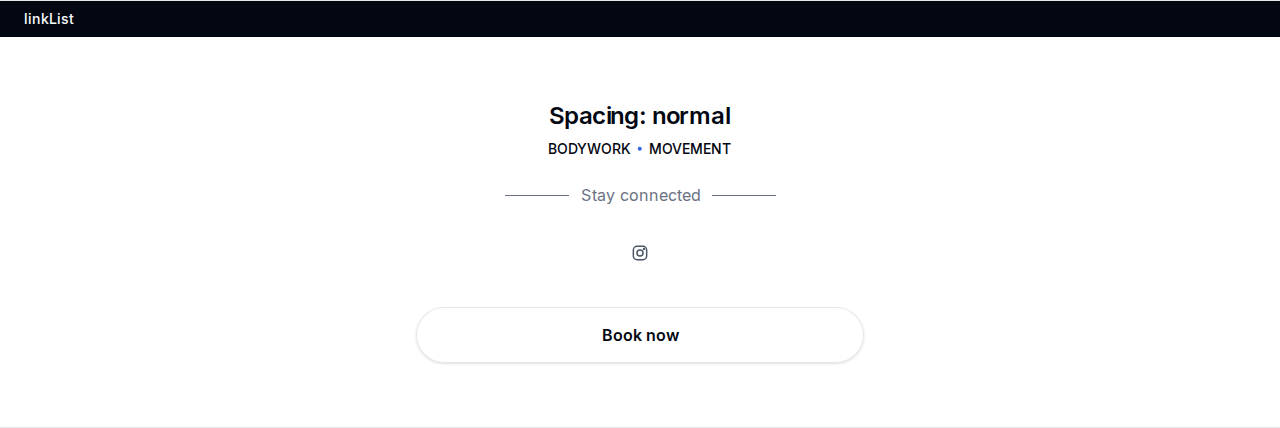 linkList
Spacing: normal
BODYWORK • MOVEMENT
Stay connected
Book now